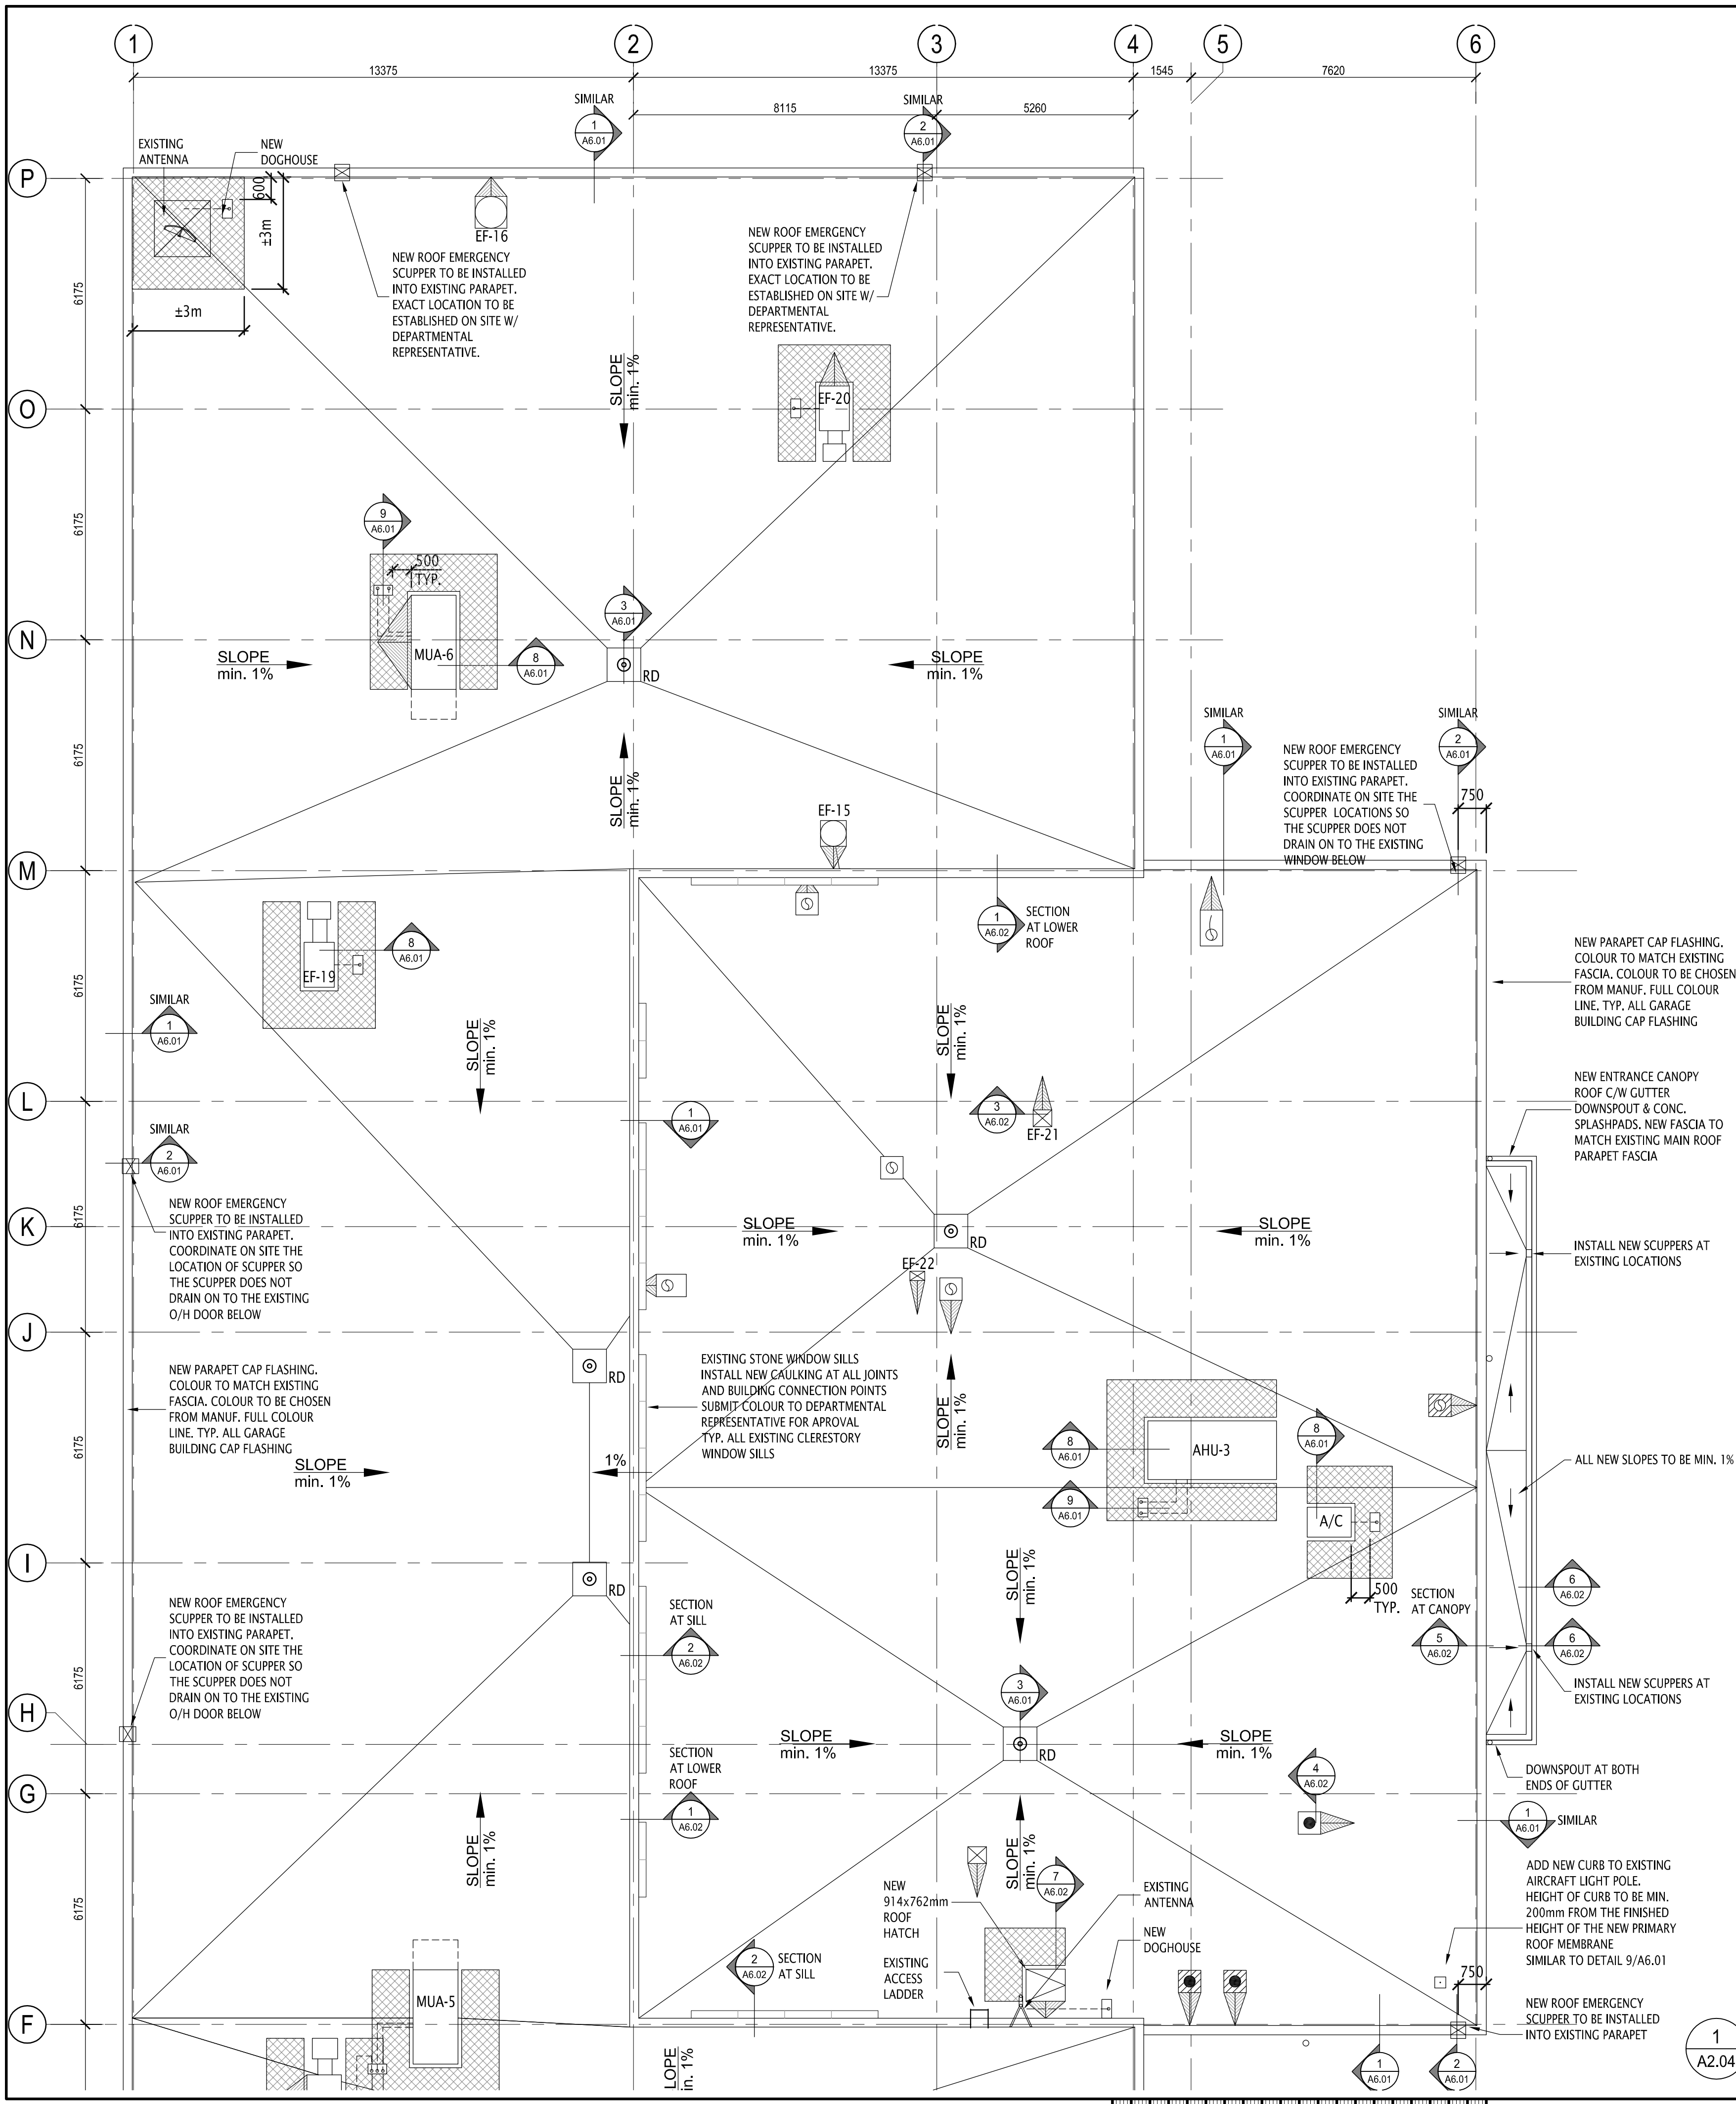 1
2
3
4
5
6
13375
13375
1545
7620
8115
5260
SIMILAR
1
A6.01
SIMILAR
2
A6.01
EXISTING
ANTENNA
NEW
DOGHOUSE
P
600
±3m
±3m
EF-16
NEW ROOF EMERGENCY
SCUPPER TO BE INSTALLED
INTO EXISTING PARAPET.
EXACT LOCATION TO BE
ESTABLISHED ON SITE W/
DEPARTMENTAL
REPRESENTATIVE.
NEW ROOF EMERGENCY
SCUPPER TO BE INSTALLED
INTO EXISTING PARAPET.
EXACT LOCATION TO BE
ESTABLISHED ON SITE W/
DEPARTMENTAL
REPRESENTATIVE.
6175
SLOPE
min. 1%
EF-20
O
6175
9
A6.01
500
TYP.
3
A6.01
N
MUA-6
8
A6.01
SLOPE
min. 1%
RD
SLOPE
min. 1%
6175
SLOPE
min. 1%
EF-15
SIMILAR
1
A6.01
SIMILAR
2
A6.01
NEW ROOF EMERGENCY
SCUPPER TO BE INSTALLED
INTO EXISTING PARAPET.
COORDINATE ON SITE THE
SCUPPER LOCATIONS SO
THE SCUPPER DOES NOT
DRAIN ON TO THE EXISTING
WINDOW BELOW
750
M
1
A6.02
SECTION
AT LOWER
ROOF
8
A6.01
EF-19
6175
SIMILAR
1
A6.01
SLOPE
min. 1%
SLOPE
min. 1%
NEW PARAPET CAP FLASHING.
COLOUR TO MATCH EXISTING
FASCIA. COLOUR TO BE CHOSEN
FROM MANUF. FULL COLOUR
LINE. TYP. ALL GARAGE
BUILDING CAP FLASHING
L
1
A6.01
3
A6.02
EF-21
NEW ENTRANCE CANOPY
ROOF C/W GUTTER
DOWNSPOUT & CONC.
SPLASHPADS. NEW FASCIA TO
MATCH EXISTING MAIN ROOF
PARAPET FASCIA
SIMILAR
2
A6.01
NEW ROOF EMERGENCY
SCUPPER TO BE INSTALLED
INTO EXISTING PARAPET.
COORDINATE ON SITE THE
LOCATION OF SCUPPER SO
THE SCUPPER DOES NOT
DRAIN ON TO THE EXISTING
O/H DOOR BELOW
K
6175
SLOPE
min. 1%
RD
SLOPE
min. 1%
INSTALL NEW SCUPPERS AT
EXISTING LOCATIONS
EF-22
J
NEW PARAPET CAP FLASHING.
COLOUR TO MATCH EXISTING
FASCIA. COLOUR TO BE CHOSEN
FROM MANUF. FULL COLOUR
LINE. TYP. ALL GARAGE
BUILDING CAP FLASHING
RD
EXISTING STONE WINDOW SILLS
INSTALL NEW CAULKING AT ALL JOINTS
AND BUILDING CONNECTION POINTS
SUBMIT COLOUR TO DEPARTMENTAL
REPRESENTATIVE FOR APROVAL
TYP. ALL EXISTING CLERESTORY
WINDOW SILLS
SLOPE
min. 1%
6175
SLOPE
min. 1%
1%
8
A6.01
AHU-3
8
A6.01
9
A6.01
A/C
500
TYP.
ALL NEW SLOPES TO BE MIN. 1%
I
RD
SLOPE
min. 1%
NEW ROOF EMERGENCY
SCUPPER TO BE INSTALLED
INTO EXISTING PARAPET.
COORDINATE ON SITE THE
LOCATION OF SCUPPER SO
THE SCUPPER DOES NOT
DRAIN ON TO THE EXISTING
O/H DOOR BELOW
SECTION
AT SILL
2
A6.02
SECTION
AT CANOPY
5
A6.02
6
A6.02
6
A6.02
6175
3
A6.01
INSTALL NEW SCUPPERS AT
EXISTING LOCATIONS
H
SLOPE
min. 1%
RD
SLOPE
min. 1%
SECTION
AT LOWER
ROOF
1
A6.02
4
A6.02
DOWNSPOUT AT BOTH
ENDS OF GUTTER
G
SLOPE
min. 1%
SLOPE
min. 1%
1
A6.01
SIMILAR
6175
NEW
914x762mm
ROOF
HATCH
7
A6.02
EXISTING
ANTENNA
NEW
DOGHOUSE
EXISTING
ACCESS
LADDER
ADD NEW CURB TO EXISTING
AIRCRAFT LIGHT POLE.
HEIGHT OF CURB TO BE MIN.
200mm FROM THE FINISHED
HEIGHT OF THE NEW PRIMARY
ROOF MEMBRANE
SIMILAR TO DETAIL 9/A6.01
2
A6.02
SECTION
AT SILL
750
MUA-5
F
NEW ROOF EMERGENCY
SCUPPER TO BE INSTALLED
INTO EXISTING PARAPET
LOPE
in. 1%
1
A6.01
2
A6.01
1
A2.04